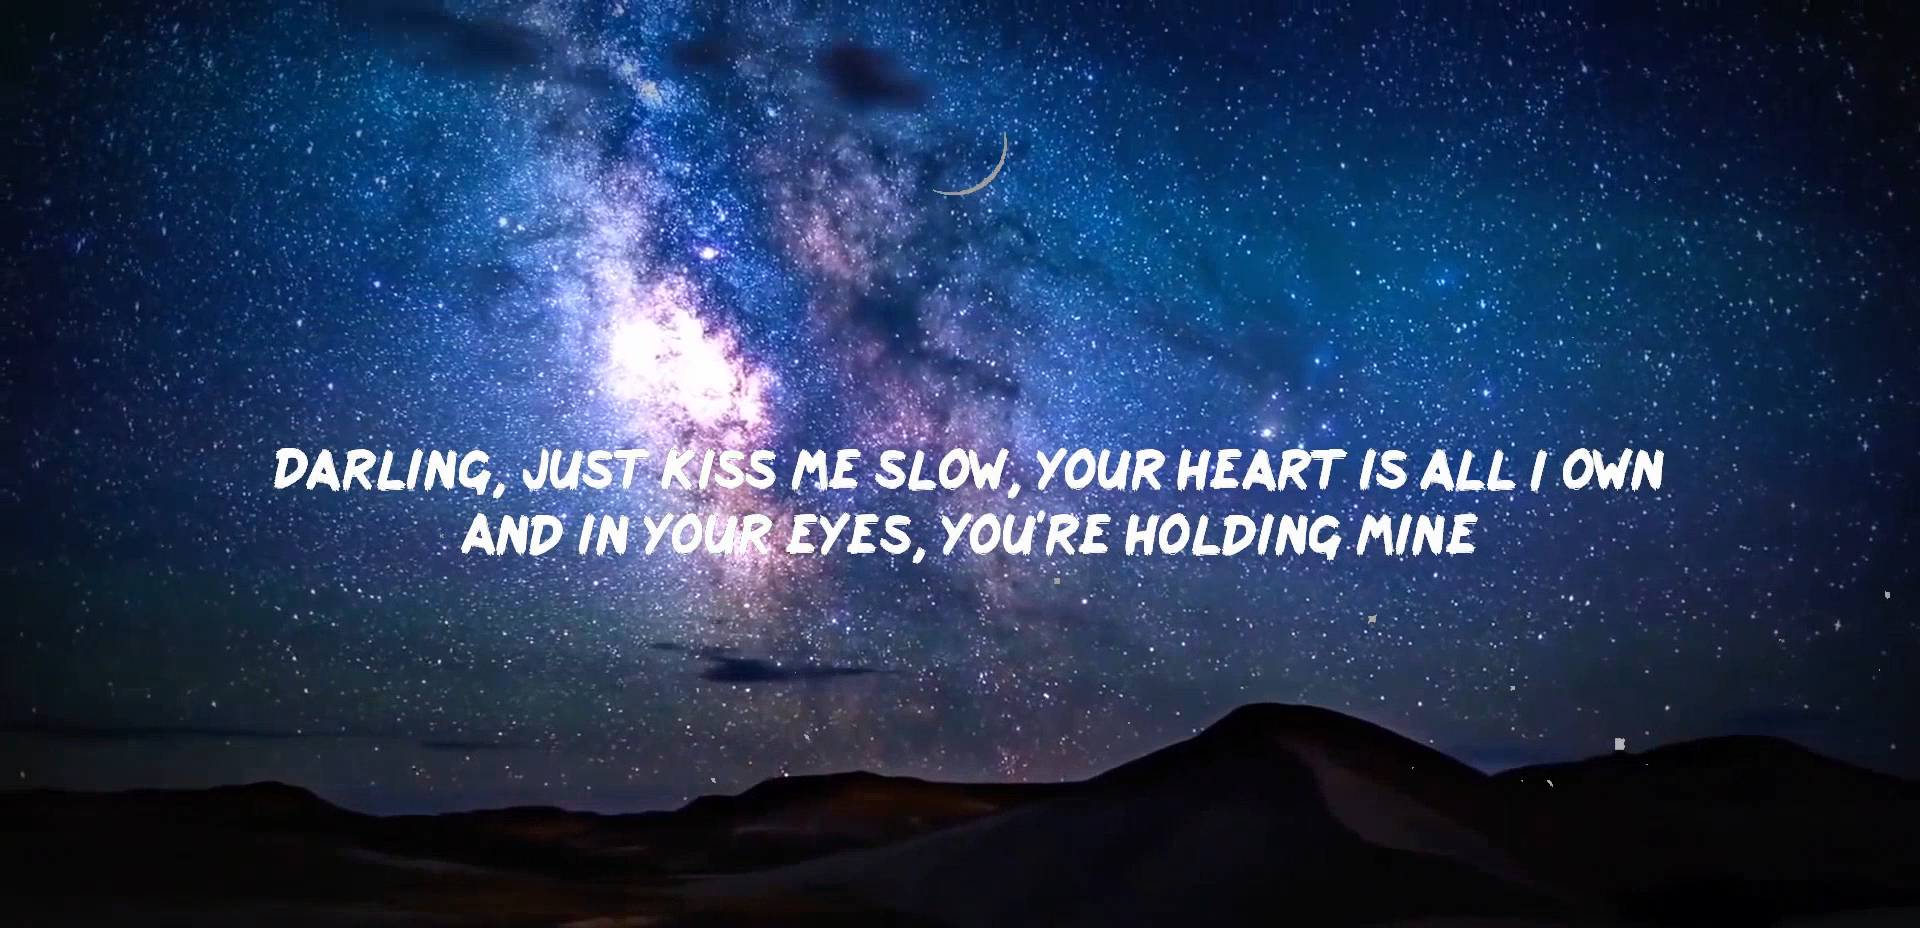 DARLING, JUST KISS ME SLOW, YOUR HEART IS ALL I OWN
AND IN YOUR EYES, YOU'RE HOLDING MINE